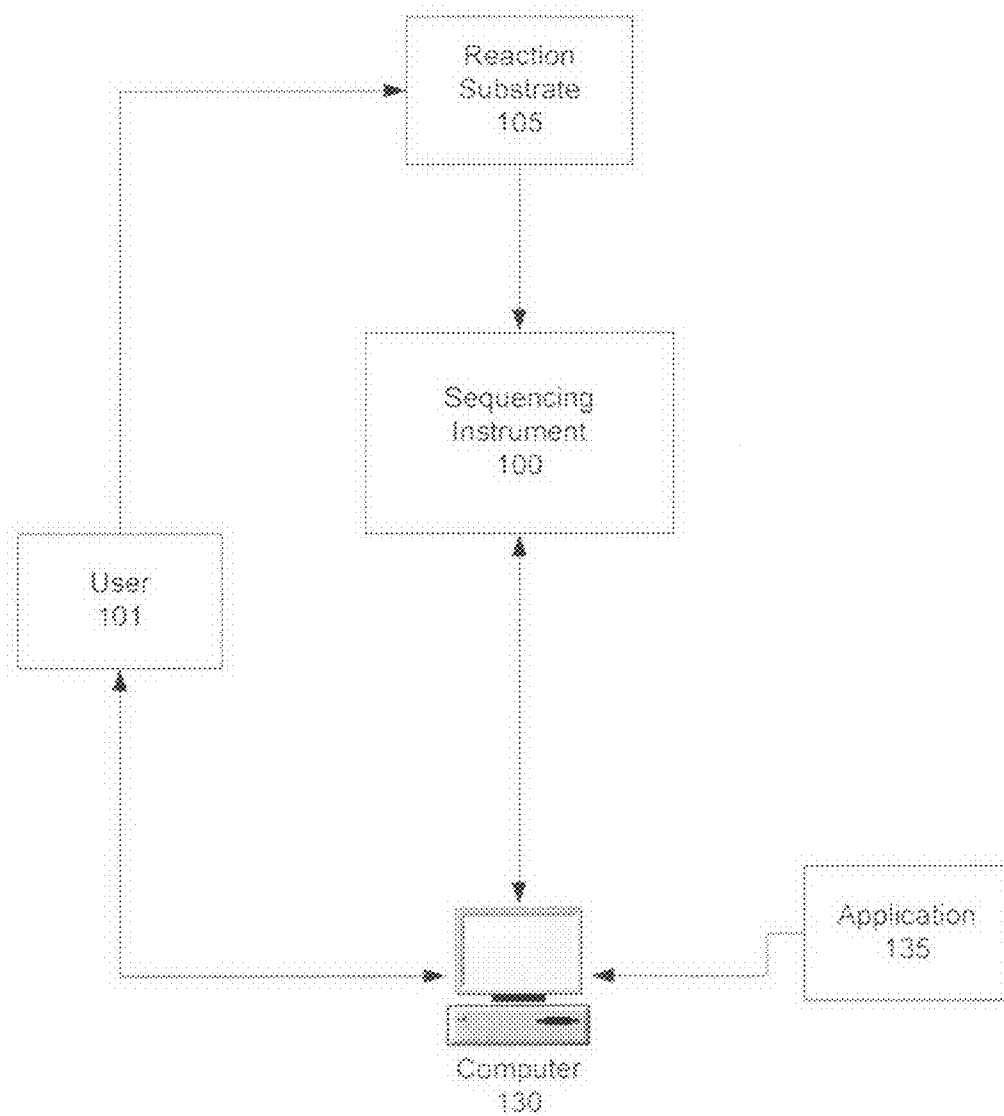 Reaction
Substrate
105
Sequencing
Instrument
100
User
101
Application
135
Computer
130